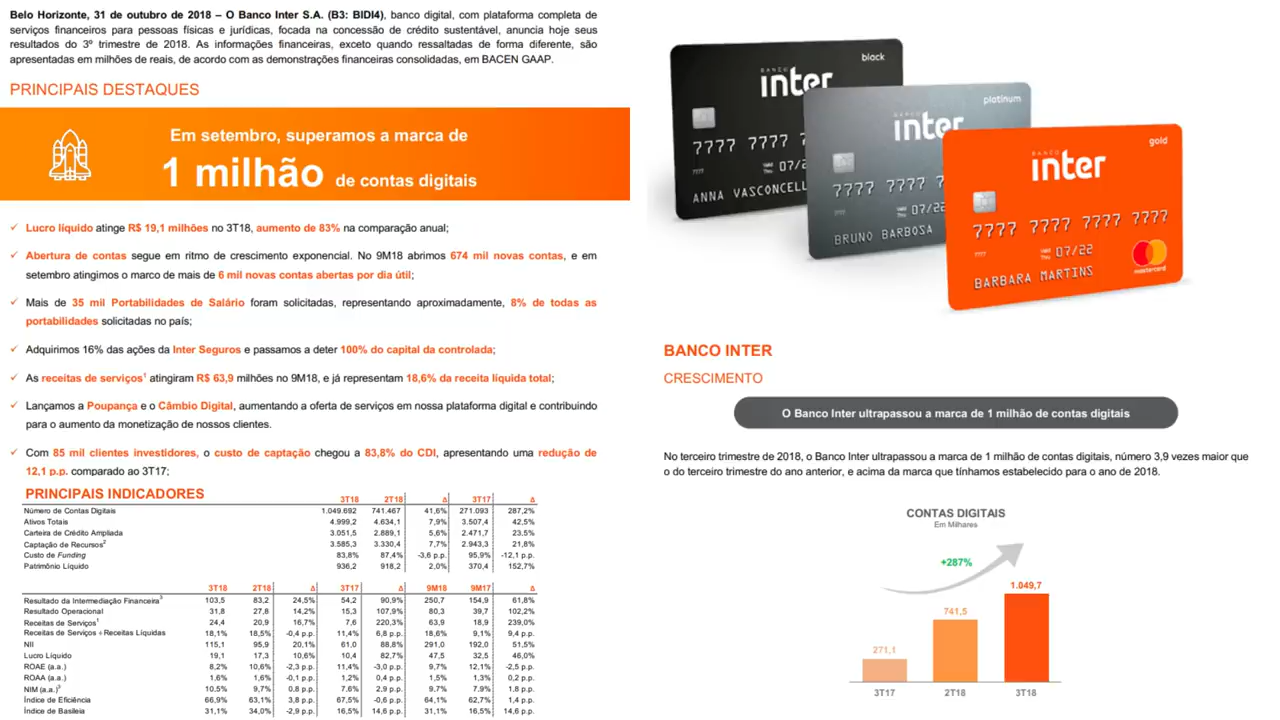 Belo Horizonte, 31 de outubro de 2018 – O Banco Inter S.A. (B3: BIDI4), banco digital, com plataforma completa de
serviços financeiros para pessoas físicas e jurídicas, focada na concessão de crédito sustentável, anuncia hoje seus
resultados do 3º trimestre de 2018. As informações financeiras, exceto quando ressaltadas de forma diferente, são
apresentadas em milhões de reais, de acordo com as demonstrações financeiras consolidadas, em BACEN GAAP.
PRINCIPAIS DESTAQUES
Em setembro, superamos a marca de
1 milhão de contas digitais
✓ Lucro líquido atinge R$ 19,1 milhões no 3T18, aumento de 83% na comparação anual;
✓ Abertura de contas segue em ritmo de crescimento exponencial. No 9M18 abrimos 674 mil novas contas, e em
setembro atingimos o marco de mais de 6 mil novas contas abertas por dia útil;
✓ Mais de 35 mil Portabilidades de Salário foram solicitadas, representando aproximadamente, 8% de todas as
portabilidades solicitadas no país;
✓ Adquirimos 16% das ações da Inter Seguros e passamos a deter 100% do capital da controlada;
✓ As receitas de serviços¹ atingiram R$ 63,9 milhões no 9M18, e já representam 18,6% da receita líquida total;
✓ Lançamos a Poupança e o Câmbio Digital, aumentando a oferta de serviços em nossa plataforma digital e contribuindo
para o aumento da monetização de nossos clientes.
✓ Com 85 mil clientes investidores, o custo de captação chegou a 83,8% do CDI, apresentando uma redução de
12,1 p.p. comparado ao 3T17;
PRINCIPAIS INDICADORES
3T18 2T18 Δ 3T17 Δ
Número de Contas Digitais 1.049.692 741.467 41,6% 271.093 287,2%
Ativos Totais 4.999,2 4.634,1 7,9% 3.507,4 42,5%
Carteira de Crédito Ampliada 3.051,5 2.889,1 5,6% 2.471,7 23,5%
Captação de Recursos² 3.585,3 3.330,4 7,7% 2.943,3 21,8%
Custo de Funding 83,8% 87,4% -3,6 p.p. 95,9% -12,1 p.p.
Patrimônio Líquido 936,2 918,2 2,0% 370,4 152,7%
3T18 2T18 Δ 3T17 Δ 9M18 9M17 Δ
Resultado da Intermediação Financeira³ 103,5 83,2 24,5% 54,2 90,9% 250,7 154,9 61,8%
Resultado Operacional 31,8 27,8 14,2% 15,3 107,9% 80,3 39,7 102,2%
Receitas de Serviços¹ 24,4 20,9 16,7% 7,6 220,3% 63,9 18,9 239,0%
Receitas de Serviços ÷ Receitas Líquidas 18,1% 18,5% -0,4 p.p. 11,4% 6,8 p.p. 18,6% 9,1% 9,4 p.p.
NII 115,1 95,9 20,1% 61,0 88,8% 291,0 192,0 51,5%
Lucro Líquido 19,1 17,3 10,6% 10,4 82,7% 47,5 32,5 46,0%
ROAE (a.a.) 8,2% 10,6% -2,3 p.p. 11,4% -3,0 p.p. 9,7% 12,1% -2,5 p.p.
ROAA (a.a.) 1,6% 1,6% -0,1 p.p. 1,2% 0,4 p.p. 1,5% 1,3% 0,2 p.p.
NIM (a.a.)³ 10,5% 9,7% 0,8 p.p. 7,6% 2,9 p.p. 9,7% 7,9% 1,8 p.p.
Índice de Eficiência 66,9% 63,1% 3,8 p.p. 67,5% -0,6 p.p. 64,1% 62,7% 1,4 p.p.
Índice de Basileia 31,1% 34,0% -2,9 p.p. 16,5% 14,6 p.p. 31,1% 16,5% 14,6 p.p.
black
BANCO
inter
7777 7777 7
7777
07/2
ANNA VASCONCELL
platinum
BANCO
inter
7777 7777 7
7777
07/22
BRUNO BARBOSA
gold
BANCO
inter
7777 7777 7777 7777
7777
07/22
BARBARA MARTINS
mastercard
BANCO INTER
CRESCIMENTO
O Banco Inter ultrapassou a marca de 1 milhão de contas digitais
No terceiro trimestre de 2018, o Banco Inter ultrapassou a marca de 1 milhão de contas digitais, número 3,9 vezes maior que
o do terceiro trimestre do ano anterior, e acima da marca que tínhamos estabelecido para o ano de 2018.
CONTAS DIGITAIS
Em Milhares
+287%
271,1
741,5
1.049,7
3T17 2T18 3T18